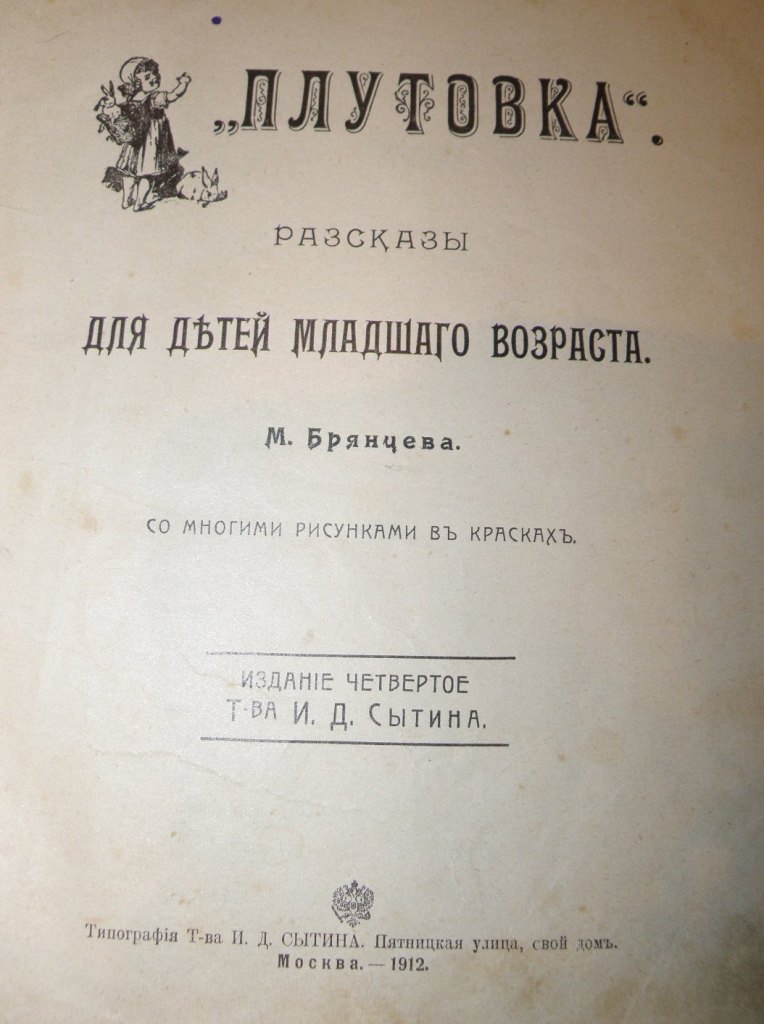 „ПЛУТОВКА“.
РАЗСКАЗЫ
ДЛЯ ДѢТЕЙ МЛАДШАГО ВОЗРАСТА.
М. Брянцева.
СО МНОГИМИ РИСУНКАМИ ВЪ КРАСКАХЪ.
ИЗДАНІЕ ЧЕТВЕРТОЕ
Т-ВА И. Д. СЫТИНА.
Типографія Т-ва И. Д. СЫТИНА. Пятницкая улица, свой домъ.
Москва. — 1912.